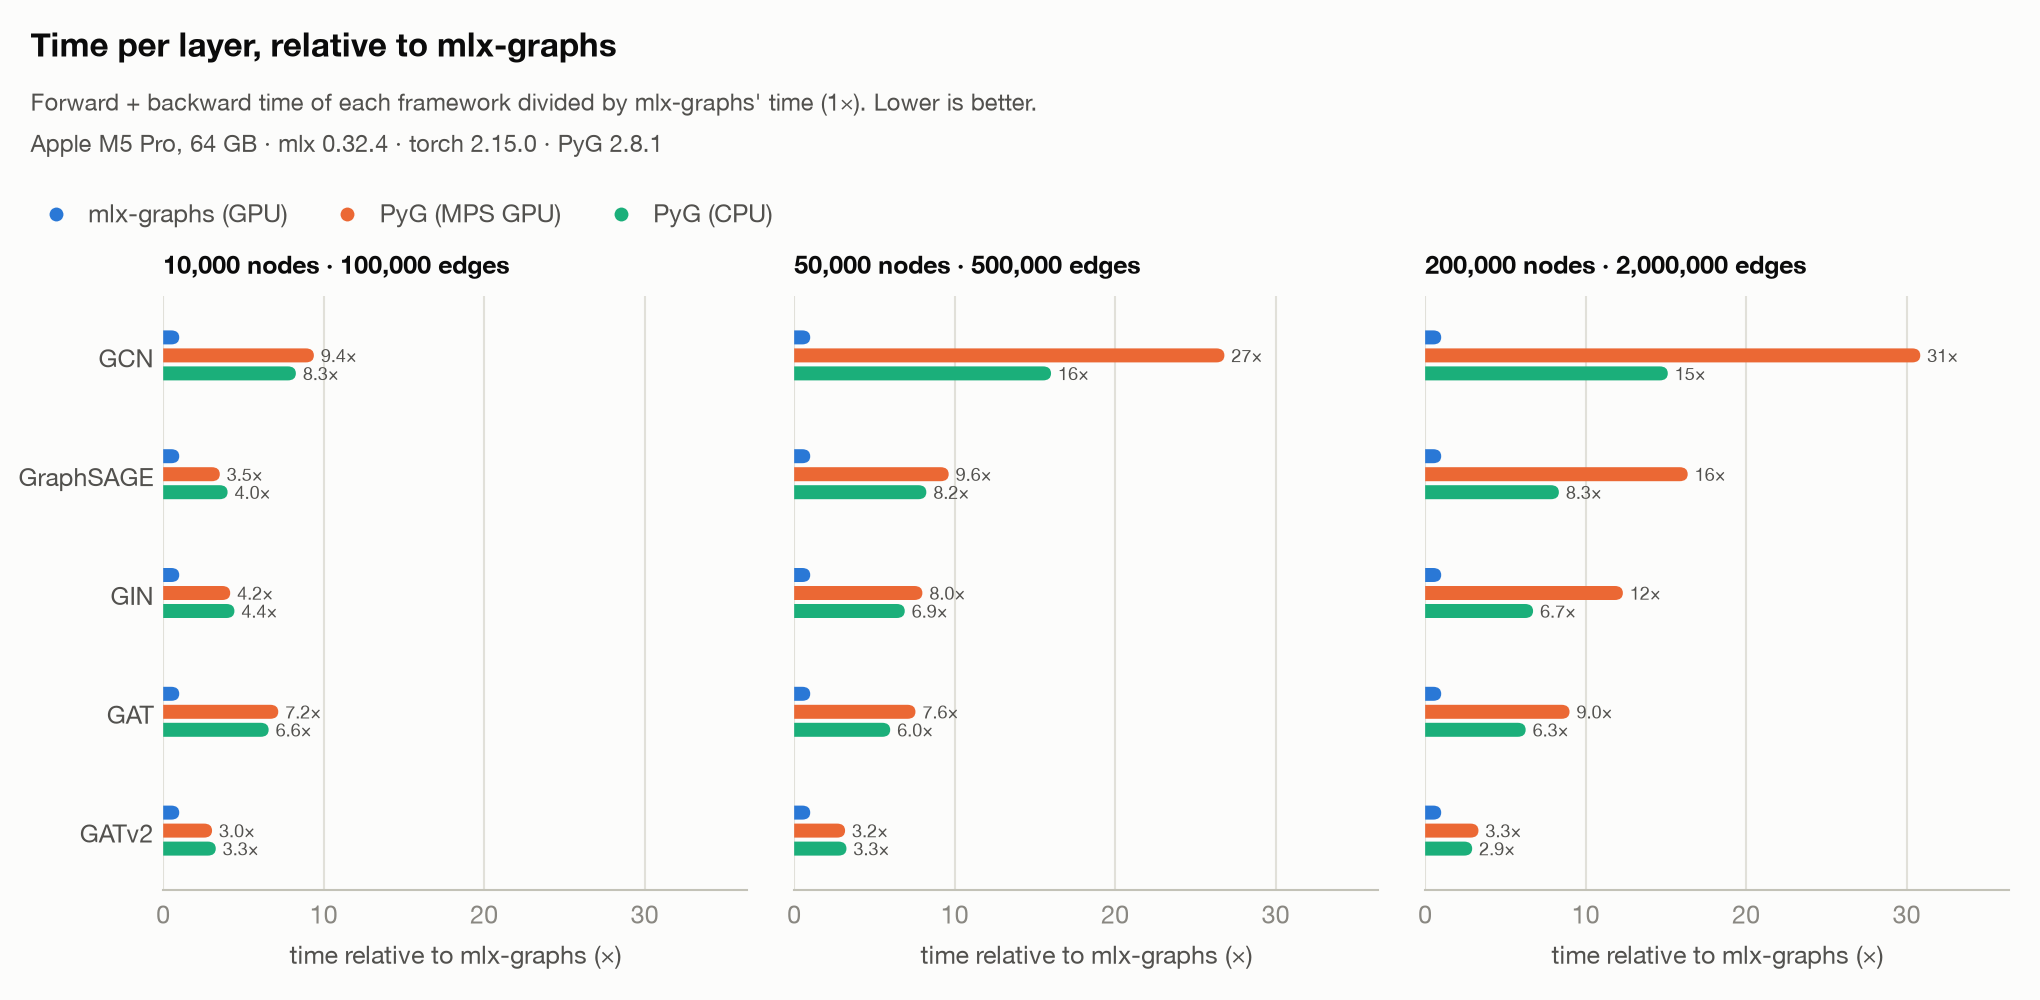 Time per layer, relative to mlx-graphs
Forward + backward time of each framework divided by mlx-graphs' time (1×). Lower is better.
Apple M5 Pro, 64 GB · mlx 0.32.4 · torch 2.15.0 · PyG 2.8.1
mlx-graphs (GPU) PyG (MPS GPU) PyG (CPU)
10,000 nodes · 100,000 edges
GCN
9.4×
8.3×
GraphSAGE
3.5×
4.0×
GIN
4.2×
4.4×
GAT
7.2×
6.6×
GATv2
3.0×
3.3×
0 10 20 30
time relative to mlx-graphs (×)
50,000 nodes · 500,000 edges
27×
16×
9.6×
8.2×
8.0×
6.9×
7.6×
6.0×
3.2×
3.3×
0 10 20 30
time relative to mlx-graphs (×)
200,000 nodes · 2,000,000 edges
31×
15×
16×
8.3×
12×
6.7×
9.0×
6.3×
3.3×
2.9×
0 10 20 30
time relative to mlx-graphs (×)